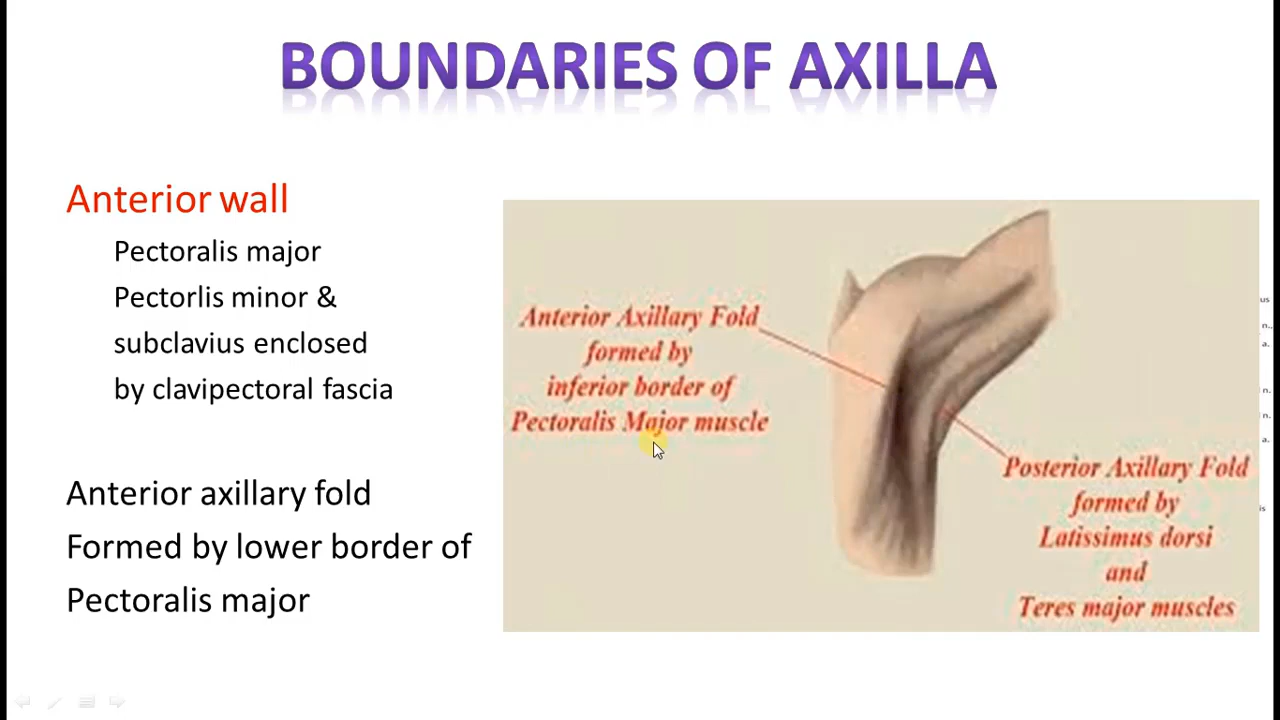 BOUNDARIES OF AXILLA
Anterior wall
Pectoralis major
Pectorlis minor &
subclavius enclosed
by clavipectoral fascia
Anterior axillary fold
Formed by lower border of
Pectoralis major
Anterior Axillary Fold
formed by
inferior border of
Pectoralis Major muscle
Posterior Axillary Fold
formed by
Latissimus dorsi
and
Teres major muscles
us
n.,
a.
n.
n.
a.
is